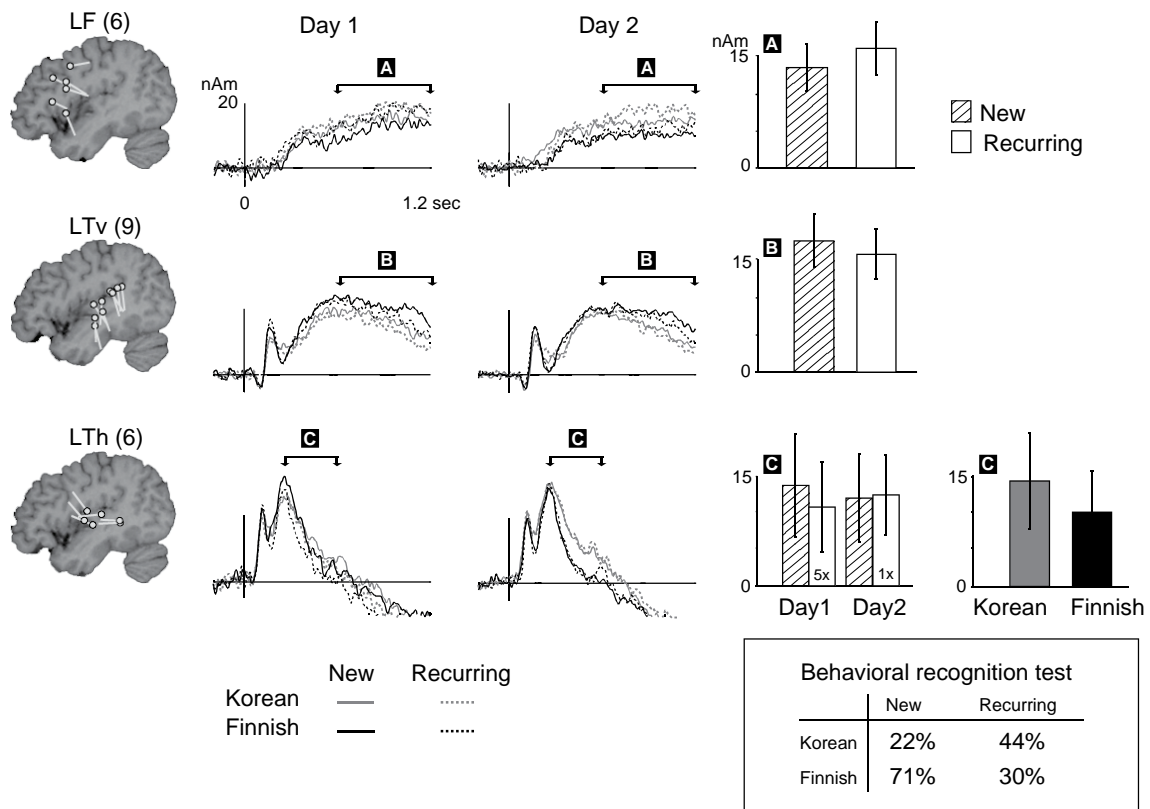 LF (6)
Day 1
Day 2
nAm
20
A
A
0
1.2 sec
nAm
15
A
0
New
Recurring
LTv (9)
B
B
B
15
0
LTh (6)
C
C
C
15
0
5x
1x
Day1
Day2
C
15
0
Korean
Finnish
New
Recurring
Korean
Finnish
Behavioral recognition test
New
Recurring
Korean
22%
44%
Finnish
71%
30%